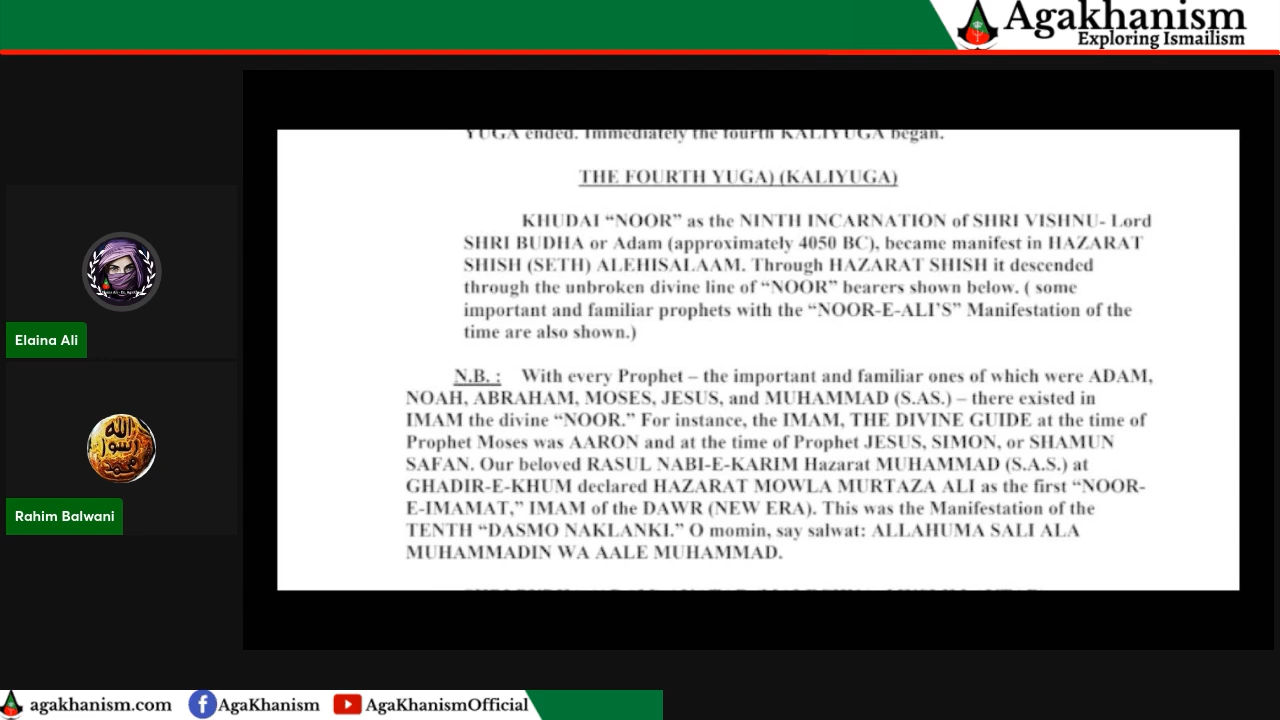 Agakhanism
Exploring Ismailism
YUGA ended. Immediately the fourth KALIYUGA began.
THE FOURTH YUGA) (KALIYUGA)
KHUDAI “NOOR” as the NINTH INCARNATION of SHRI VISHNU- Lord
SHRI BUDHA or Adam (approximately 4050 BC), became manifest in HAZARAT
SHISH (SETH) ALEHISALAAM. Through HAZARAT SHISH it descended
through the unbroken divine line of “NOOR” bearers shown below. ( some
important and familiar prophets with the “NOOR-E-ALI’S” Manifestation of the
time are also shown.)
N.B. : With every Prophet – the important and familiar ones of which were ADAM,
NOAH, ABRAHAM, MOSES, JESUS, and MUHAMMAD (S.AS.) – there existed in
IMAM the divine “NOOR.” For instance, the IMAM, THE DIVINE GUIDE at the time of
Prophet Moses was AARON and at the time of Prophet JESUS, SIMON, or SHAMUN
SAFAN. Our beloved RASUL NABI-E-KARIM Hazarat MUHAMMAD (S.A.S.) at
GHADIR-E-KHUM declared HAZARAT MOWLA MURTAZA ALI as the first “NOOR-
E-IMAMAT,” IMAM of the DAWR (NEW ERA). This was the Manifestation of the
TENTH “DASMO NAKLANKI.” O momin, say salwat: ALLAHUMA SALI ALA
MUHAMMADIN WA AALE MUHAMMAD.
Elaina Ali
الله
رسول
محمد
Rahim Balwani
agakhanism.com
AgaKhanism
AgaKhanismOfficial